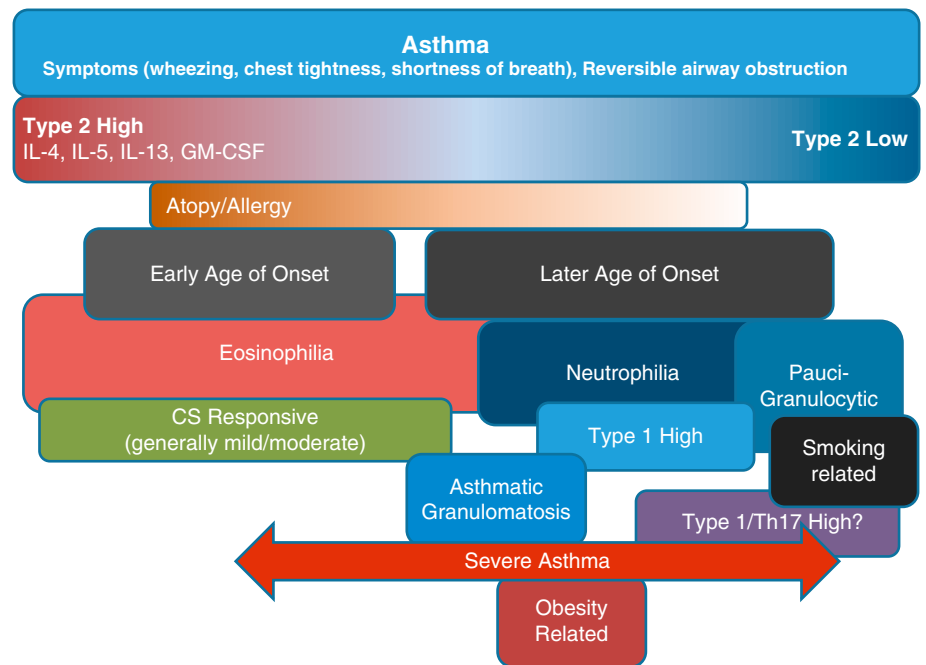 Asthma
Symptoms (wheezing, chest tightness, shortness of breath), Reversible airway obstruction
Type 2 High
IL-4, IL-5, IL-13, GM-CSF
Type 2 Low
Atopy/Allergy
Early Age of Onset
Later Age of Onset
Eosinophilia
Neutrophilia
Pauci-
Granulocytic
CS Responsive
(generally mild/moderate)
Type 1 High
Smoking
related
Asthmatic
Granulomatosis
Type 1/Th17 High?
Severe Asthma
Obesity
Related